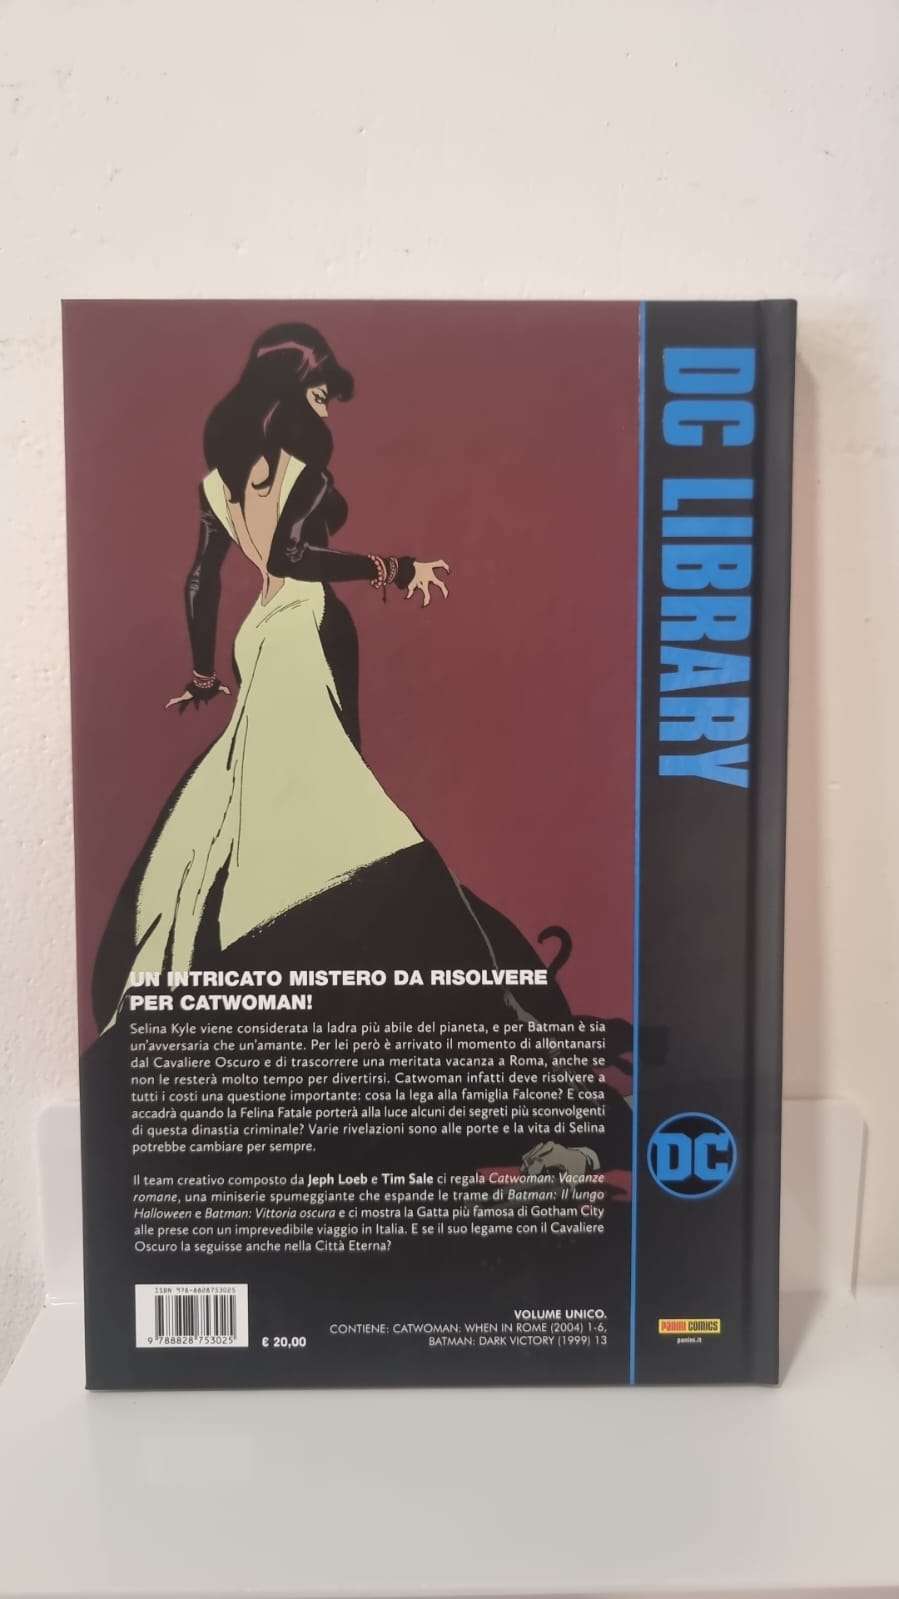 DC LIBRARY
UN INTRICATO MISTERO DA RISOLVERE
PER CATWOMAN!
Selina Kyle viene considerata la ladra più abile del pianeta, e per Batman è sia
un'avversaria che un'amante. Per lei però è arrivato il momento di allontanarsi
dal Cavaliere Oscuro e di trascorrere una meritata vacanza a Roma, anche se
non le resterà molto tempo per divertirsi. Catwoman infatti deve risolvere a
tutti i costi una questione importante: cosa la lega alla famiglia Falcone? E cosa
accadrà quando la Felina Fatale porterà alla luce alcuni dei segreti più sconvolgenti
di questa dinastia criminale? Varie rivelazioni sono alle porte e la vita di Selina
potrebbe cambiare per sempre.
Il team creativo composto da Jeph Loeb e Tim Sale ci regala Catwoman: Vacanze
romane, una miniserie spumeggiante che espande le trame di Batman: Il lungo
Halloween e Batman: Vittoria oscura e ci mostra la Gatta più famosa di Gotham City
alle prese con un imprevedibile viaggio in Italia. E se il suo legame con il Cavaliere
Oscuro la seguisse anche nella Città Eterna?
DC
ISBN 978-8828753025
9 788828 753025
€ 20,00
VOLUME UNICO.
CONTIENE: CATWOMAN: WHEN IN ROME (2004) 1-6,
BATMAN: DARK VICTORY (1999) 13
PANINI COMICS
panini.it